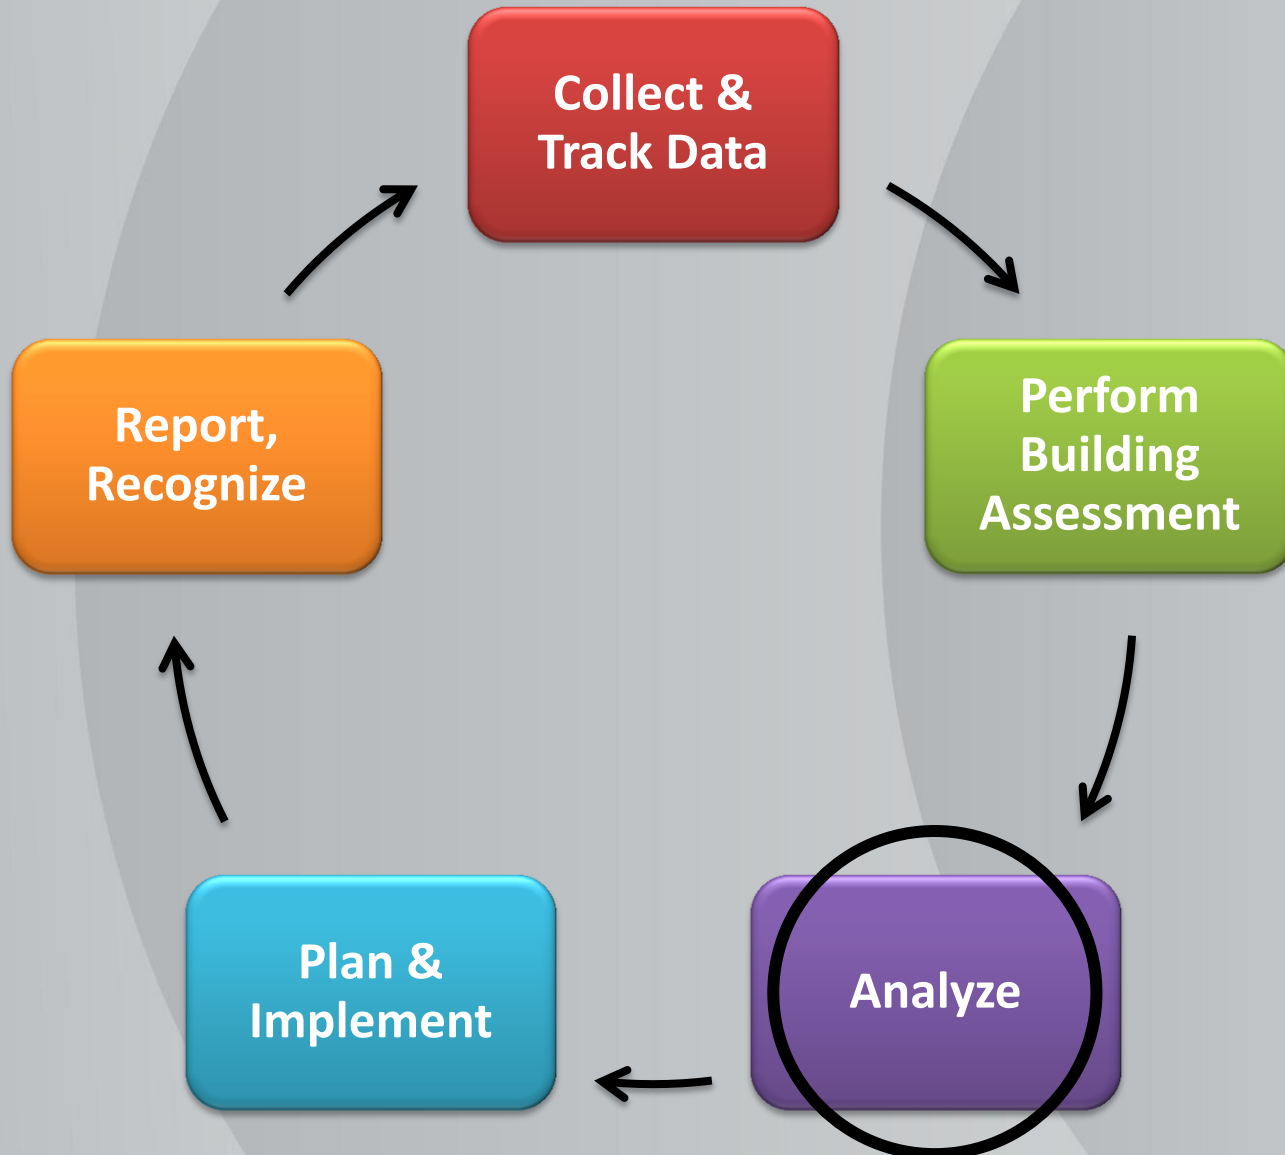 Collect &
Track Data
Perform
Building
Assessment
Analyze
Plan &
Implement
Report,
Recognize